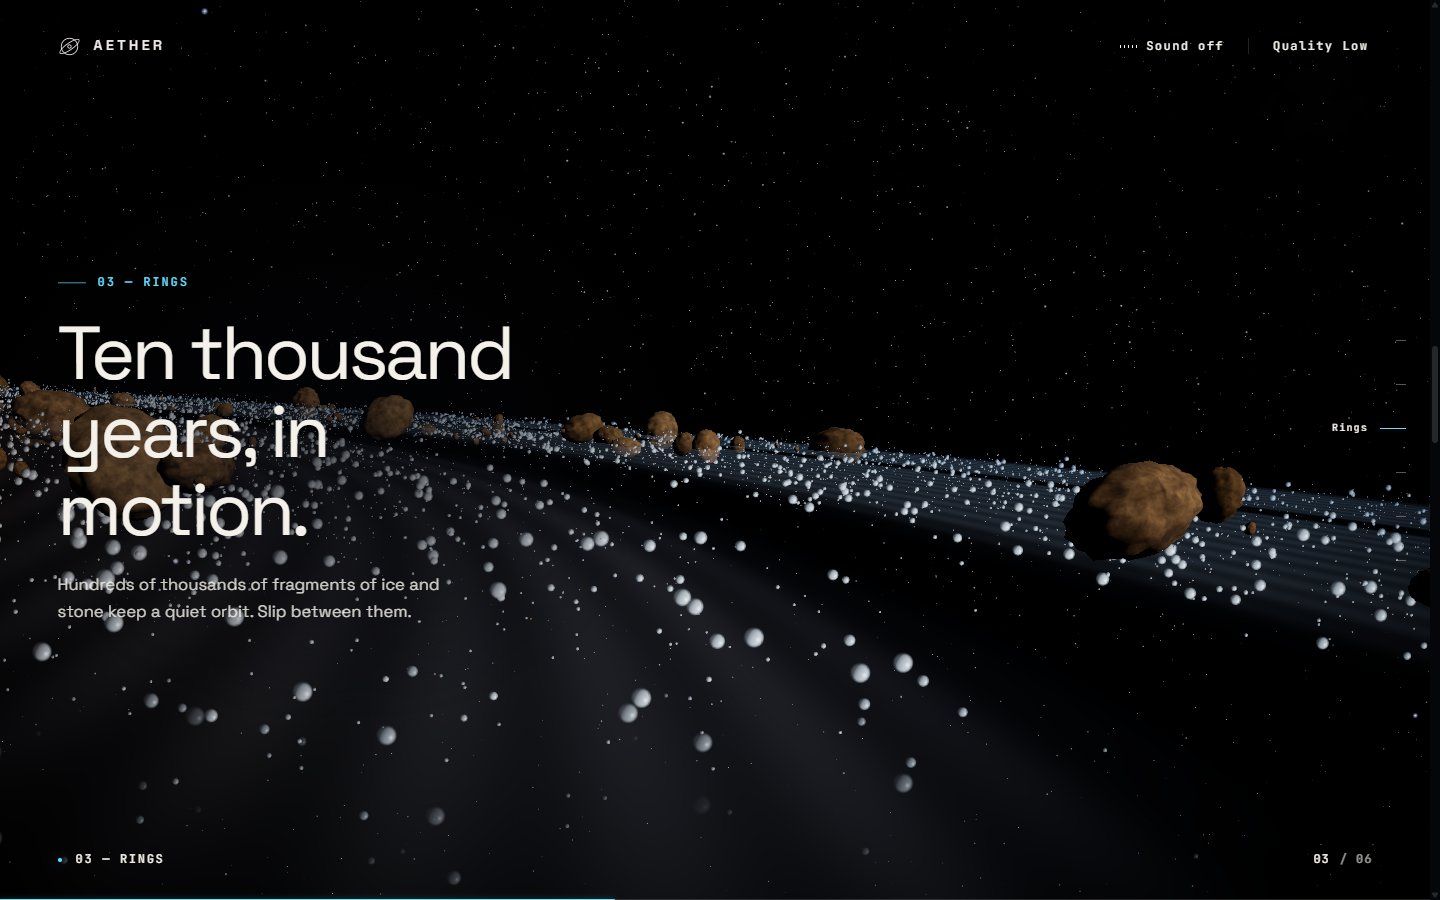 AETHER
Sound off
Quality Low
03 — RINGS
Ten thousand
years, in
motion.
Rings
Hundreds of thousands of fragments of ice and
stone keep a quiet orbit. Slip between them.
03 — RINGS
03 / 06